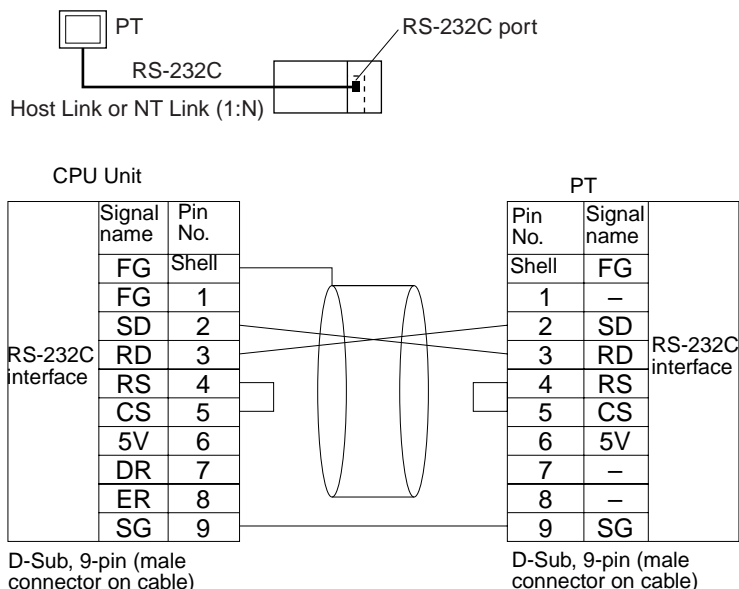 PT
RS-232C port
RS-232C
Host Link or NT Link (1:N)
CPU Unit
PT
Signal name Pin No.
FG Shell
FG 1
SD 2
RD 3
RS 4
CS 5
5V 6
DR 7
ER 8
SG 9
RS-232C
interface
Pin No. Signal name
Shell FG
1 –
2 SD
3 RD
4 RS
5 CS
6 5V
7 –
8 –
9 SG
RS-232C
interface
D-Sub, 9-pin (male
connector on cable)
D-Sub, 9-pin (male
connector on cable)